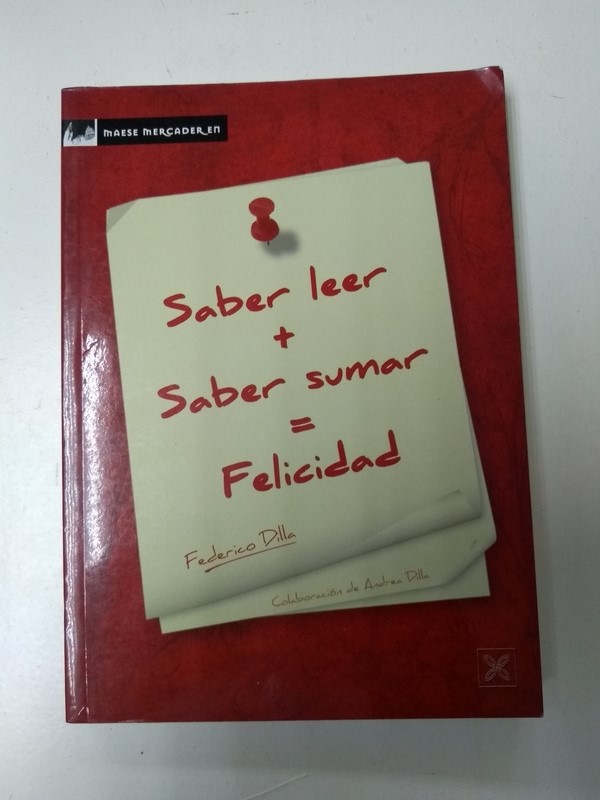 MAESE MERCADER_EN
Saber leer
+
Saber sumar
=
Felicidad
Federico Dilla
Colaboración de Andrea Dilla